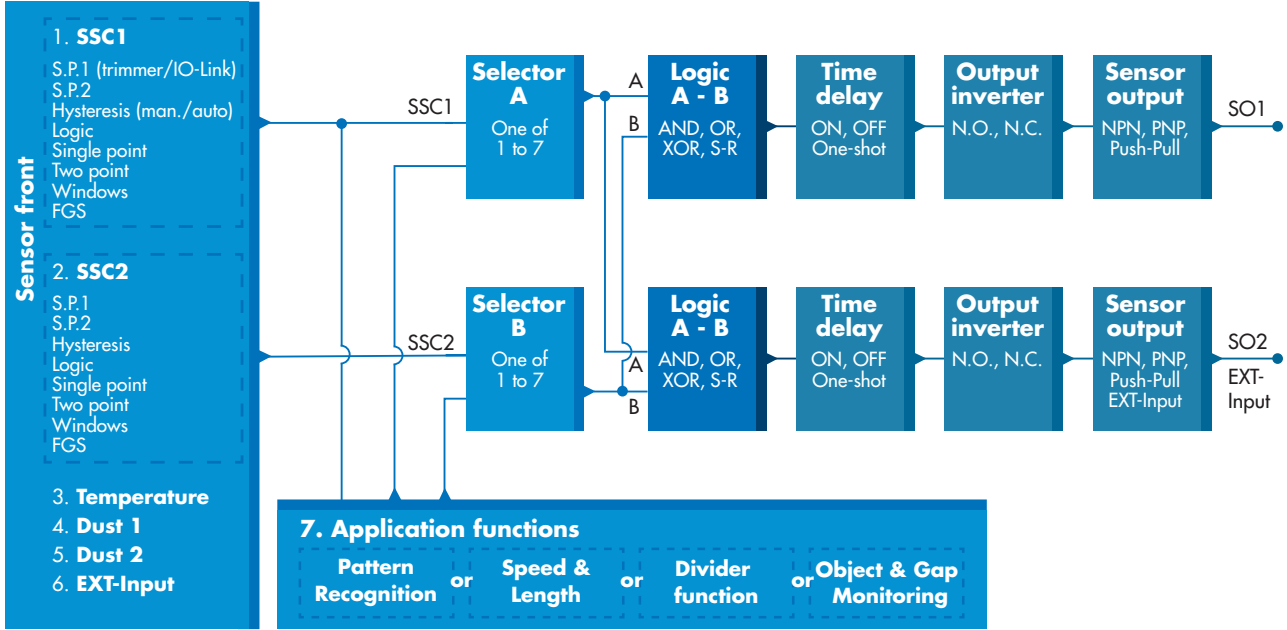 Sensor front
1. SSC1
S.P.1 (trimmer/IO-Link)
S.P.2
Hysteresis (man./auto)
Logic
Single point
Two point
Windows
FGS
2. SSC2
S.P.1
S.P.2
Hysteresis
Logic
Single point
Two point
Windows
FGS
3. Temperature
4. Dust 1
5. Dust 2
6. EXT-Input
SSC1
Selector
A
One of
1 to 7
A
B
Logic
A - B
AND, OR,
XOR, S-R
Time
delay
ON, OFF
One-shot
Output
inverter
N.O., N.C.
Sensor
output
NPN, PNP,
Push-Pull
SO1
SSC2
Selector
B
One of
1 to 7
A
B
Logic
A - B
AND, OR,
XOR, S-R
Time
delay
ON, OFF
One-shot
Output
inverter
N.O., N.C.
Sensor
output
NPN, PNP,
Push-Pull
EXT-Input
SO2
EXT-
Input
7. Application functions
Pattern
Recognition
or
Speed &
Length
or
Divider
function
or
Object & Gap
Monitoring